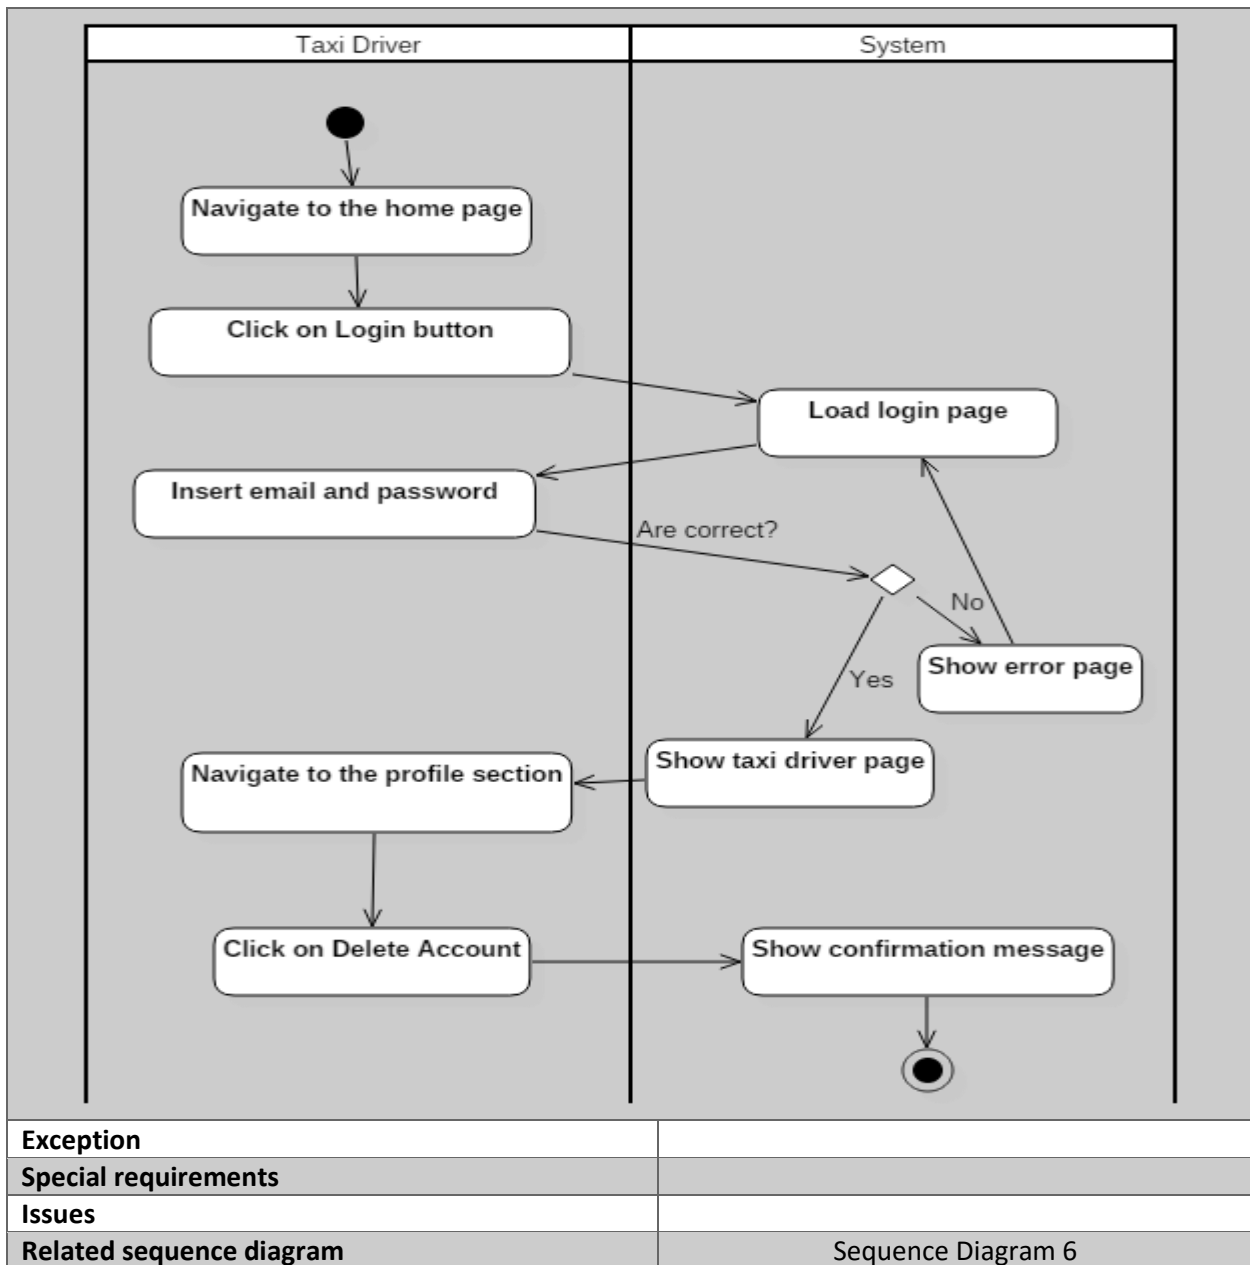 Taxi Driver
System
Navigate to the home page
Click on Login button
Load login page
Insert email and password
Are correct?
No
Show error page
Yes
Show taxi driver page
Navigate to the profile section
Click on Delete Account
Show confirmation message
Exception
Special requirements
Issues
Related sequence diagram
Sequence Diagram 6